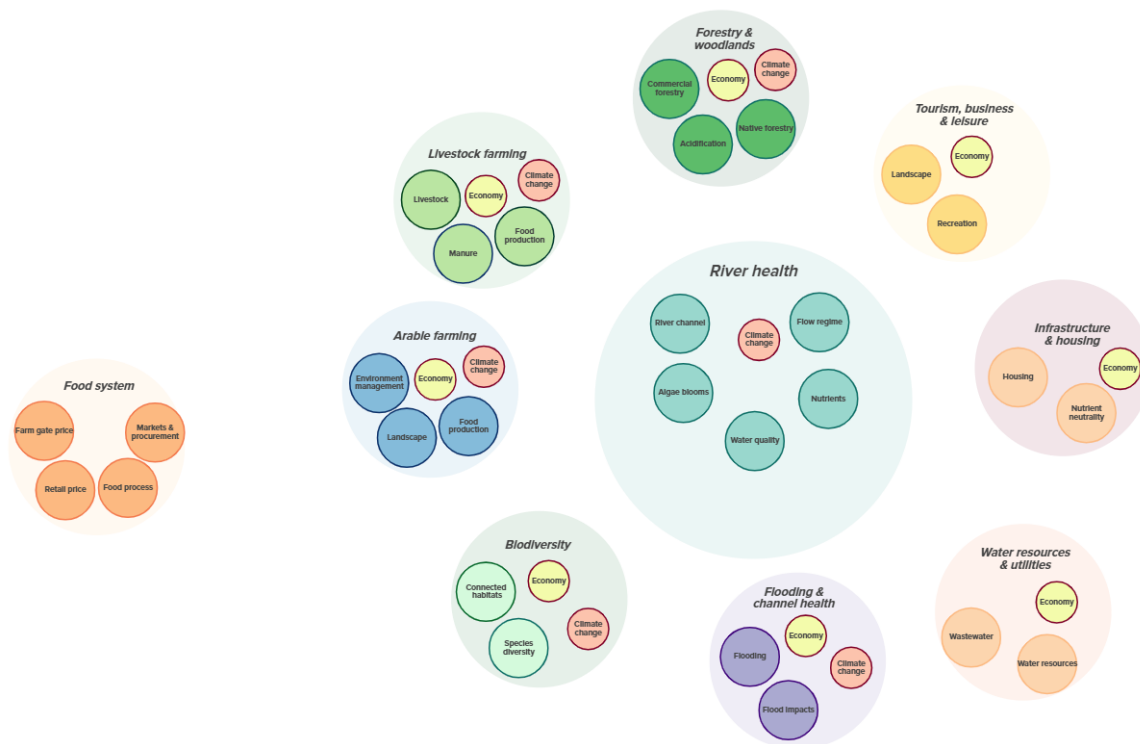 Forestry &
woodlands
Commercial
forestry
Economy
Climate
change
Acidification
Native forestry
Tourism, business
& leisure
Economy
Landscape
Recreation
Livestock farming
Livestock
Economy
Climate
change
Manure
Food
production
River health
River channel
Climate
change
Flow regime
Algae blooms
Nutrients
Water quality
Infrastructure
& housing
Housing
Economy
Nutrient
neutrality
Arable farming
Environment
management
Economy
Climate
change
Landscape
Food
production
Food system
Farm gate price
Markets &
procurement
Retail price
Food process
Biodiversity
Connected
habitats
Economy
Climate
change
Species
diversity
Flooding &
channel health
Economy
Flooding
Climate
change
Flood impacts
Water resources
& utilities
Economy
Wastewater
Water resources